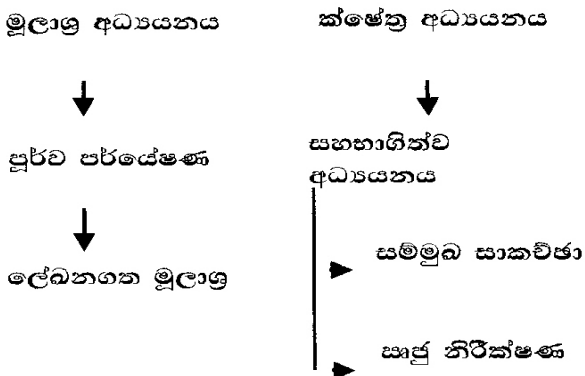 මූලාශ්‍ර අධ්‍යයනය
ක්ෂේත්‍ර අධ්‍යයනය
පූර්ව පර්යේෂණ
සහභාගිත්ව
අධ්‍යයනය
ලේඛනගත මූලාශ්‍ර
සම්මුඛ සාකච්ඡා
ඍජු නිරීක්ෂණ